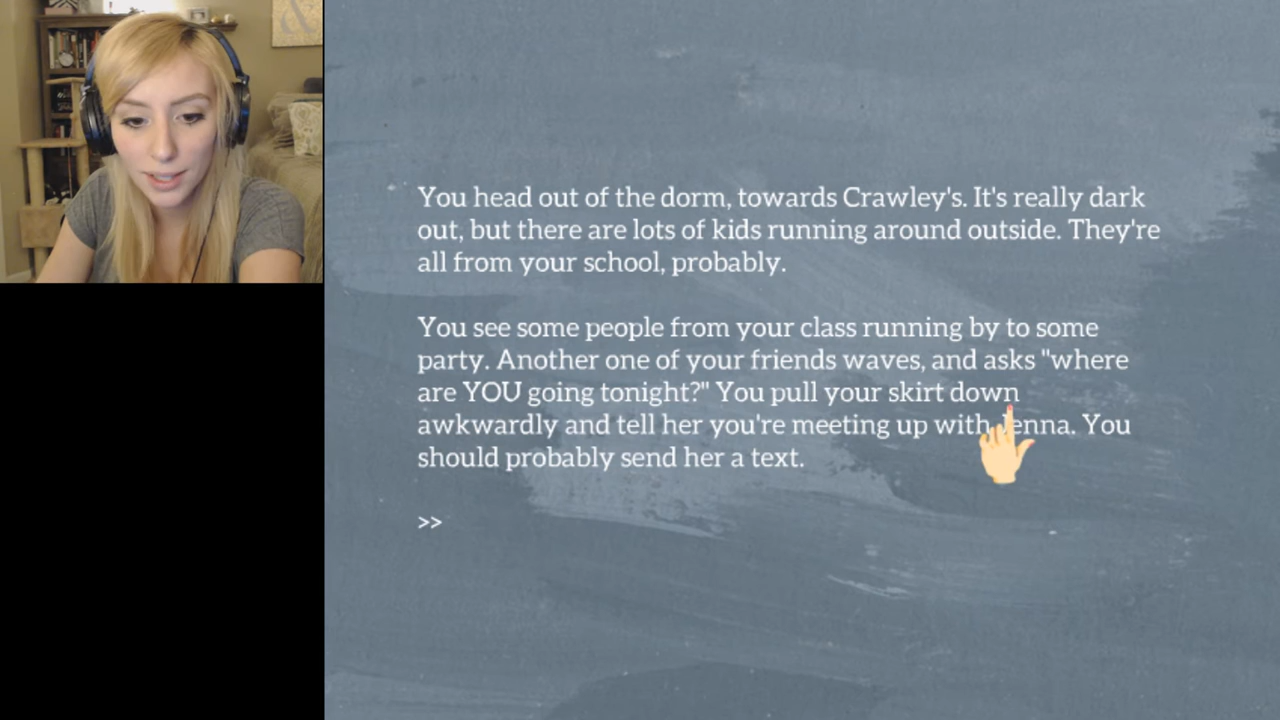 You head out of the dorm, towards Crawley's. It's really dark
out, but there are lots of kids running around outside. They're
all from your school, probably.
You see some people from your class running by to some
party. Another one of your friends waves, and asks "where
are YOU going tonight?" You pull your skirt down
awkwardly and tell her you're meeting up with Jenna. You
should probably send her a text.
>>
&